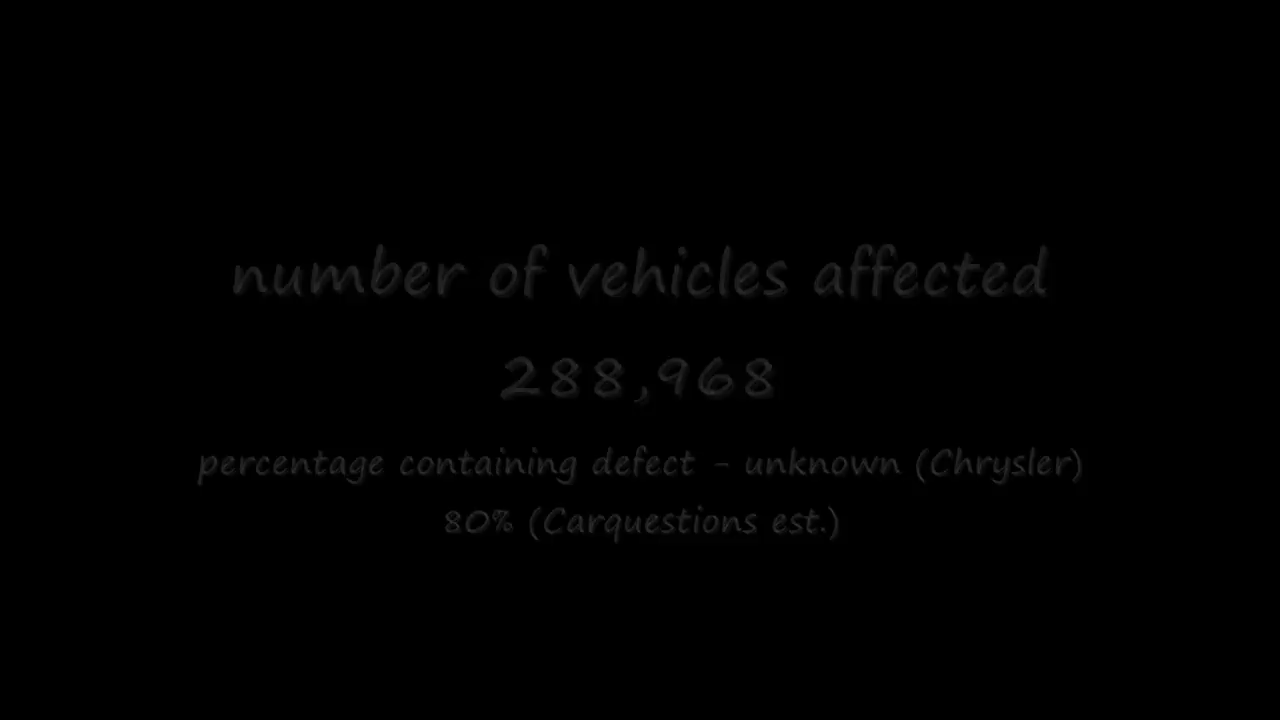 number of vehicles affected
288,968
percentage containing defect - unknown (Chrysler)
80% (Carquestions est.)